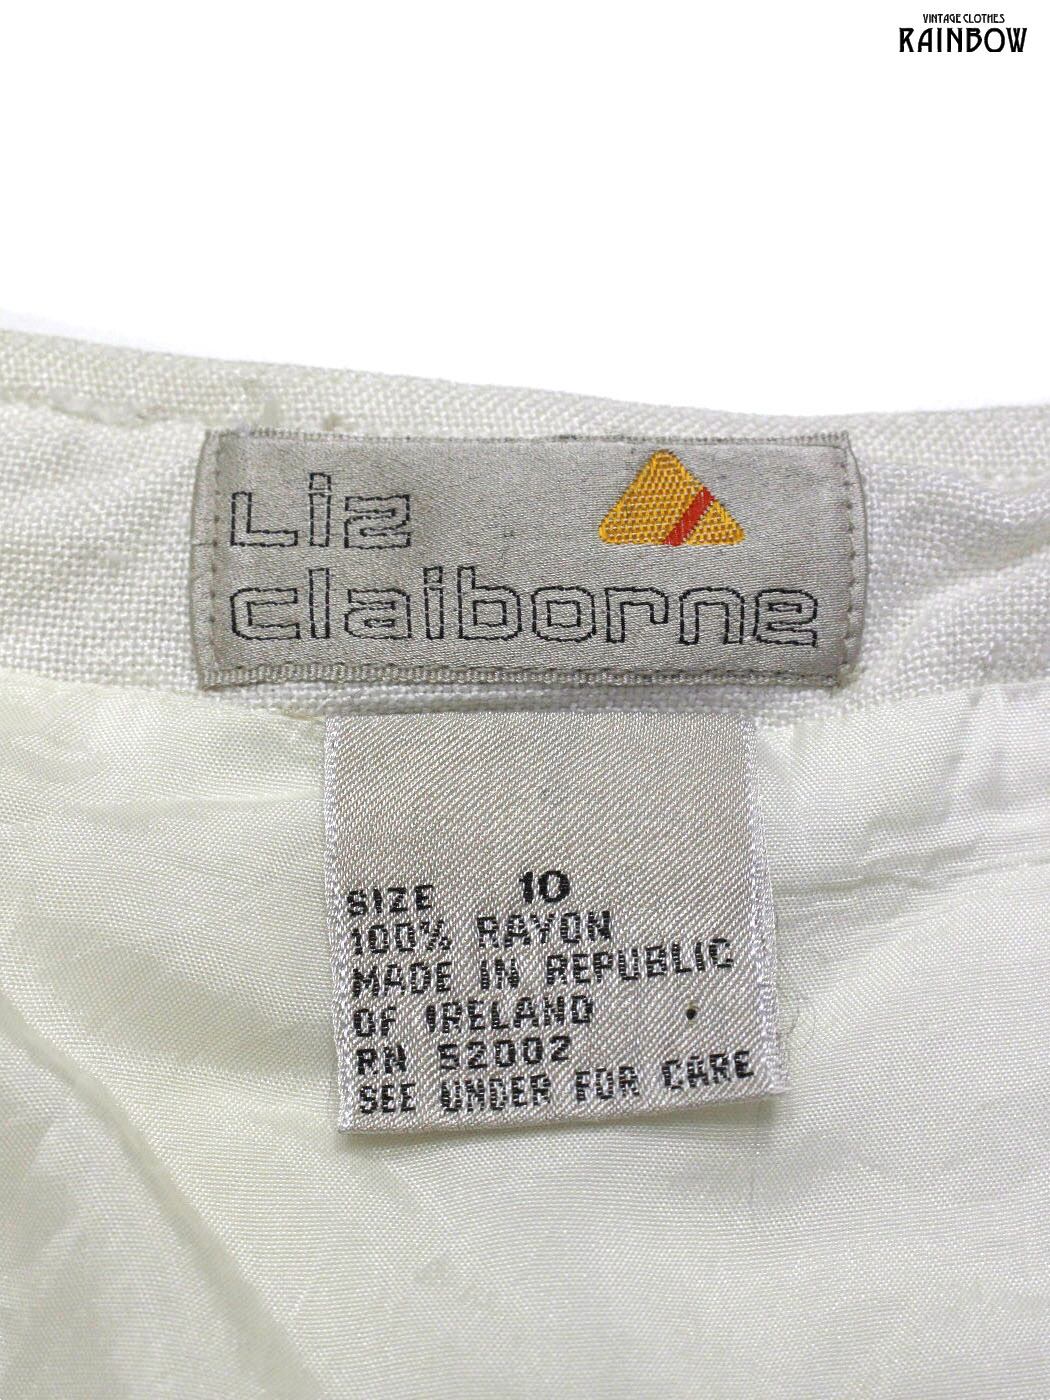 VINTAGE CLOTHES
RAINBOW
Liz
claiborne
SIZE 10
100% RAYON
MADE IN REPUBLIC
OF IRELAND
RN 52002
SEE UNDER FOR CARE